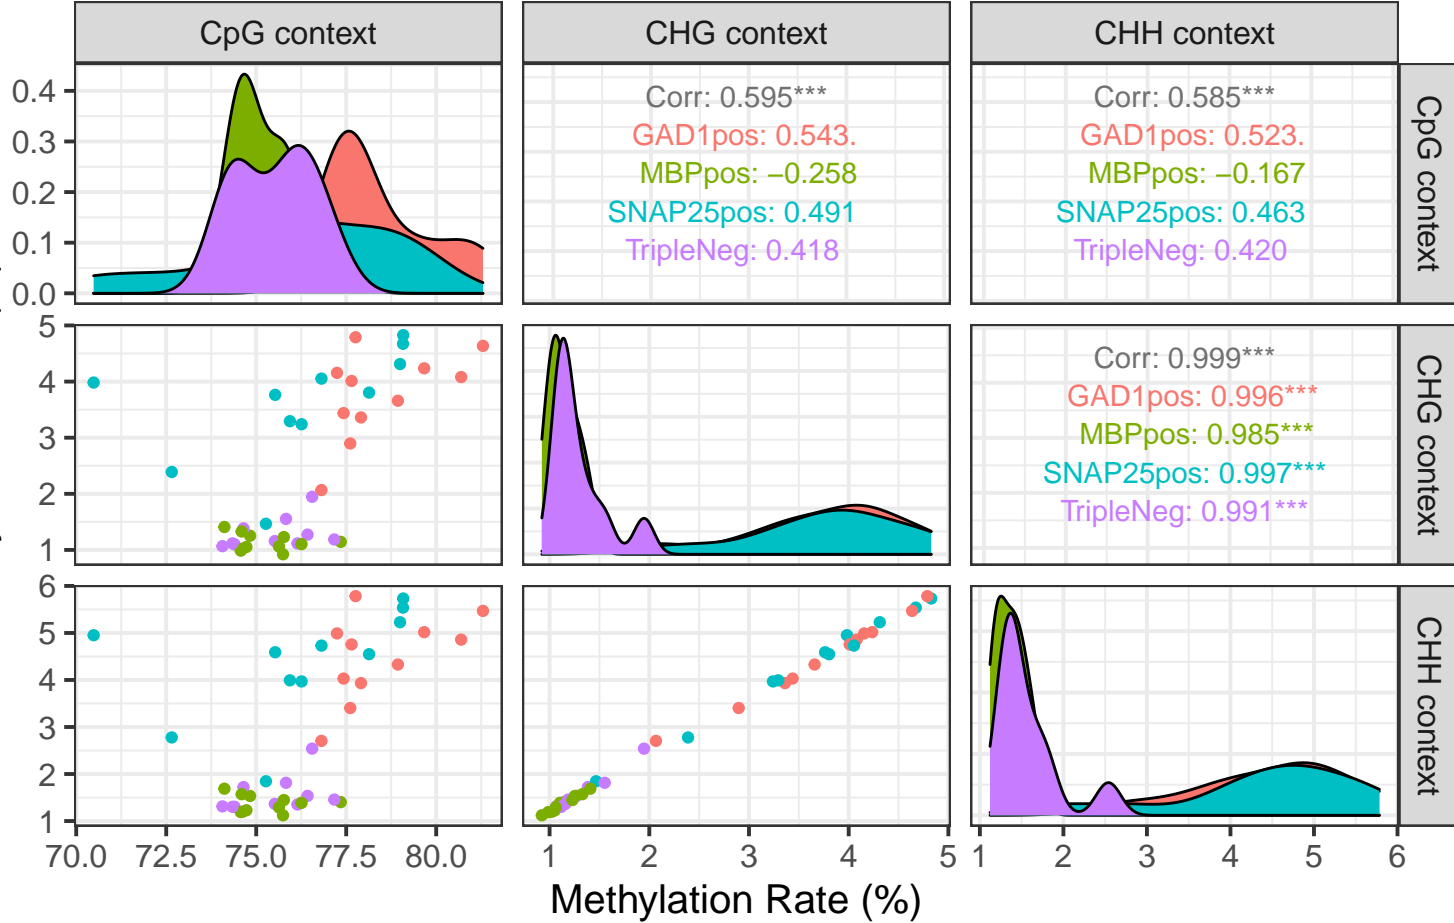 CpG context
CHG context
CHH context
0.4
0.3
0.2
0.1
0.0
Corr: 0.595***
GAD1pos: 0.543.
MBPpos: −0.258
SNAP25pos: 0.491
TripleNeg: 0.418
Corr: 0.585***
GAD1pos: 0.523.
MBPpos: −0.167
SNAP25pos: 0.463
TripleNeg: 0.420
CpG context
5
4
3
2
1
Corr: 0.999***
GAD1pos: 0.996***
MBPpos: 0.985***
SNAP25pos: 0.997***
TripleNeg: 0.991***
CHG context
6
5
4
3
2
1
CHH context
70.0 72.5 75.0 77.5 80.0
1 2 3 4 5
1 2 3 4 5 6
Methylation Rate (%)